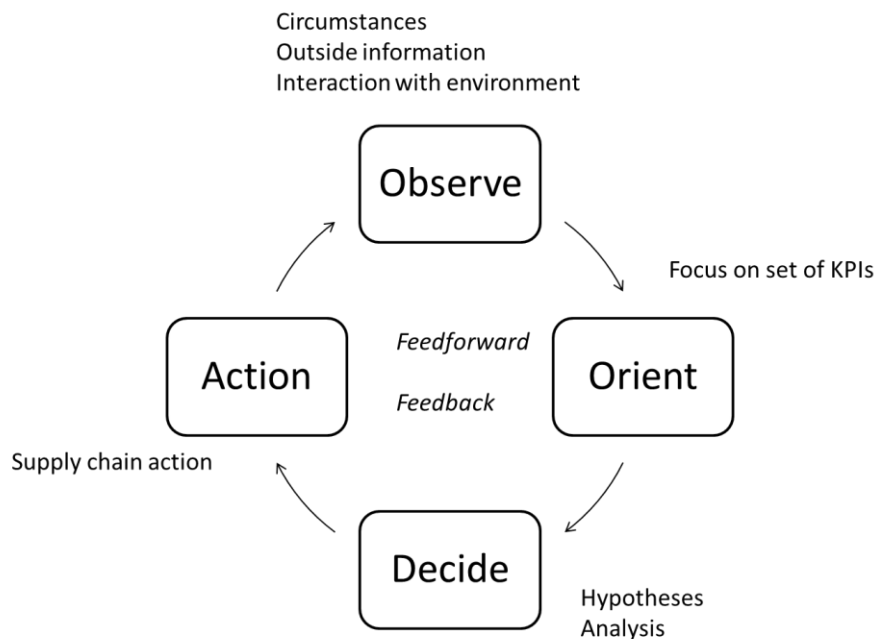 Circumstances
Outside information
Interaction with environment
Observe
Focus on set of KPIs
Feedforward
Action
Orient
Feedback
Supply chain action
Decide
Hypotheses
Analysis